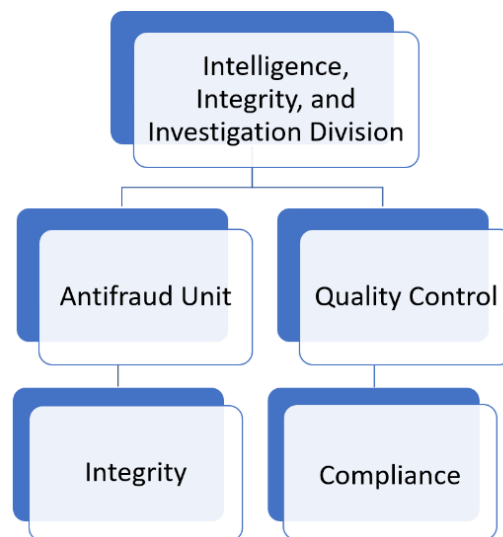 Intelligence,
Integrity, and
Investigation Division
Antifraud Unit
Quality Control
Integrity
Compliance